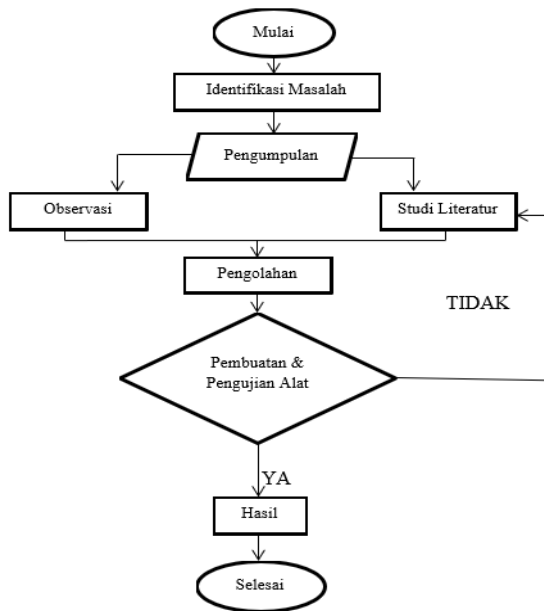 Mulai
Identifikasi Masalah
Pengumpulan
Observasi
Studi Literatur
Pengolahan
TIDAK
Pembuatan &
Pengujian Alat
YA
Hasil
Selesai